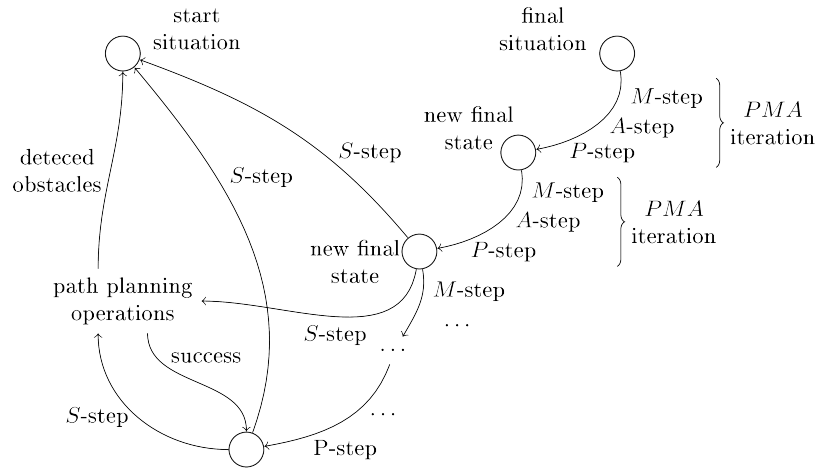 start
situation
final
situation
M-step
A-step
P-step
PMA
iteration
new final
state
deteced
obstacles
S-step
S-step
M-step
A-step
P-step
PMA
iteration
new final
state
path planning
operations
M-step
...
S-step
...
success
S-step
...
P-step